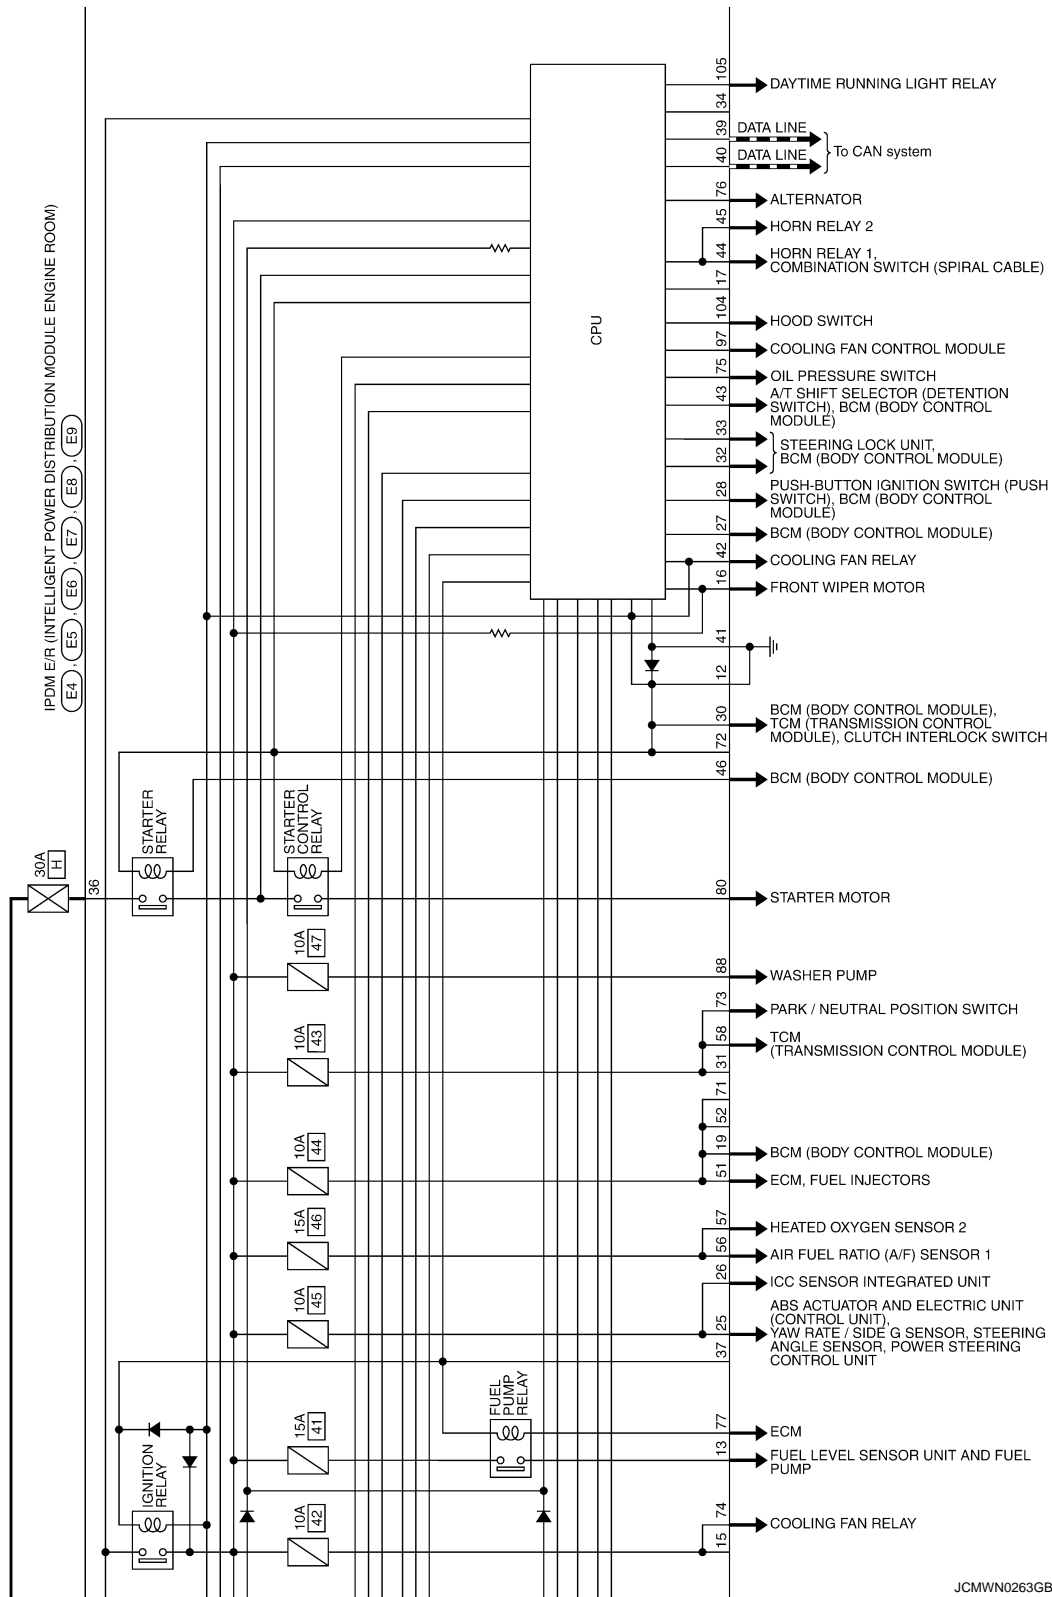 IPDM E/R (INTELLIGENT POWER DISTRIBUTION MODULE ENGINE ROOM)
E4 , E5 , E6 , E7 , E8 , E9
CPU
105
DAYTIME RUNNING LIGHT RELAY
34
39
DATA LINE
40
DATA LINE
To CAN system
76
ALTERNATOR
45
HORN RELAY 2
44
HORN RELAY 1,
COMBINATION SWITCH (SPIRAL CABLE)
17
104
HOOD SWITCH
97
COOLING FAN CONTROL MODULE
75
OIL PRESSURE SWITCH
43
A/T SHIFT SELECTOR (DETENTION
SWITCH), BCM (BODY CONTROL
MODULE)
33
32
STEERING LOCK UNIT,
BCM (BODY CONTROL MODULE)
28
PUSH-BUTTON IGNITION SWITCH (PUSH
SWITCH), BCM (BODY CONTROL
MODULE)
27
BCM (BODY CONTROL MODULE)
42
COOLING FAN RELAY
16
FRONT WIPER MOTOR
41
12
30
BCM (BODY CONTROL MODULE),
TCM (TRANSMISSION CONTROL
MODULE), CLUTCH INTERLOCK SWITCH
72
46
BCM (BODY CONTROL MODULE)
STARTER
RELAY
STARTER
CONTROL
RELAY
30A
H
36
80
STARTER MOTOR
10A
47
88
WASHER PUMP
73
PARK / NEUTRAL POSITION SWITCH
10A
43
58
TCM
(TRANSMISSION CONTROL MODULE)
31
71
52
10A
44
19
BCM (BODY CONTROL MODULE)
51
ECM, FUEL INJECTORS
15A
46
57
HEATED OXYGEN SENSOR 2
56
AIR FUEL RATIO (A/F) SENSOR 1
26
ICC SENSOR INTEGRATED UNIT
10A
45
25
ABS ACTUATOR AND ELECTRIC UNIT
(CONTROL UNIT),
YAW RATE / SIDE G SENSOR, STEERING
ANGLE SENSOR, POWER STEERING
CONTROL UNIT
37
FUEL
PUMP
RELAY
77
ECM
15A
41
13
FUEL LEVEL SENSOR UNIT AND FUEL
PUMP
IGNITION
RELAY
10A
42
74
COOLING FAN RELAY
15
JCMWN0263GB